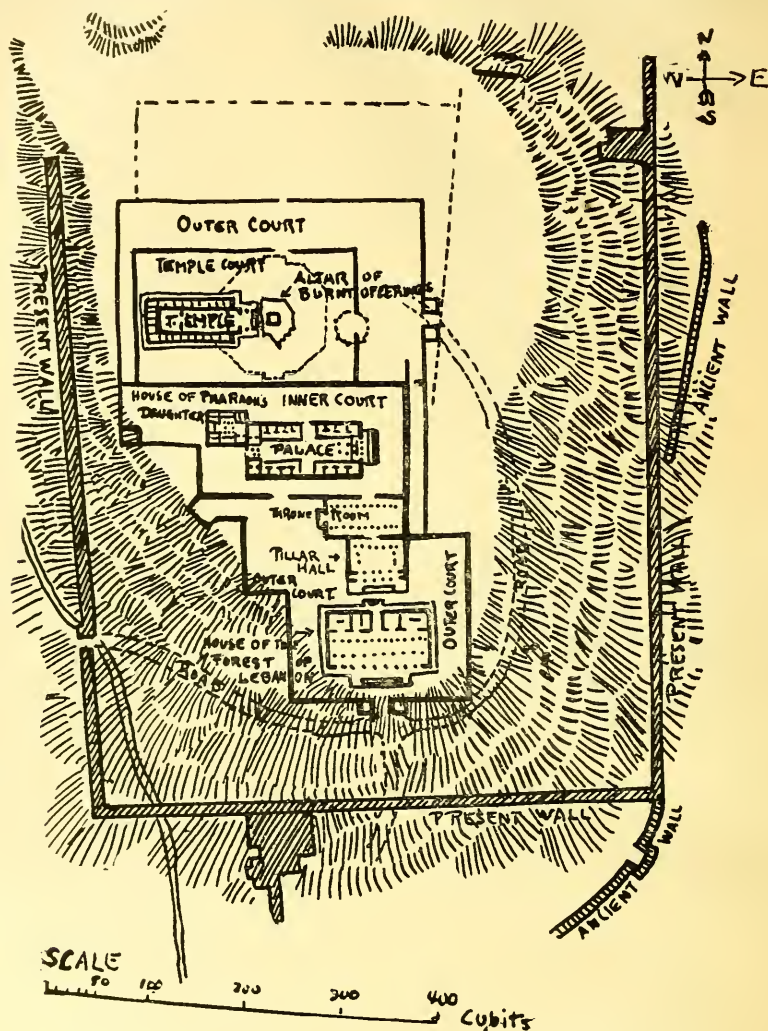 N
W E
S
OUTER COURT
TEMPLE COURT
ALTAR OF
BURNT OFFERINGS
TEMPLE
PRESENT WALL
ANCIENT WALL
HOUSE OF PHARAOH'S
DAUGHTER
INNER COURT
PALACE
THRONE ROOM
PILLAR
HALL
OUTER
COURT
OUTER COURT
HOUSE OF THE
FOREST OF
LEBANON
ROAD
PRESENT WALL
PRESENT WALL
ANCIENT WALL
SCALE
50 100 200 300 400
Cubits